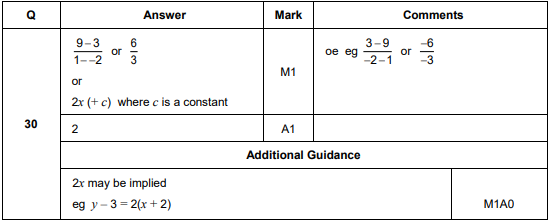 Q Answer Mark Comments
30
9 – 3 / 1 – –2 or 6 / 3
or
2x (+ c) where c is a constant
M1
oe eg 3 – 9 / –2 – 1 or –6 / –3
2 A1
Additional Guidance
2x may be implied
eg y – 3 = 2(x + 2)
M1A0